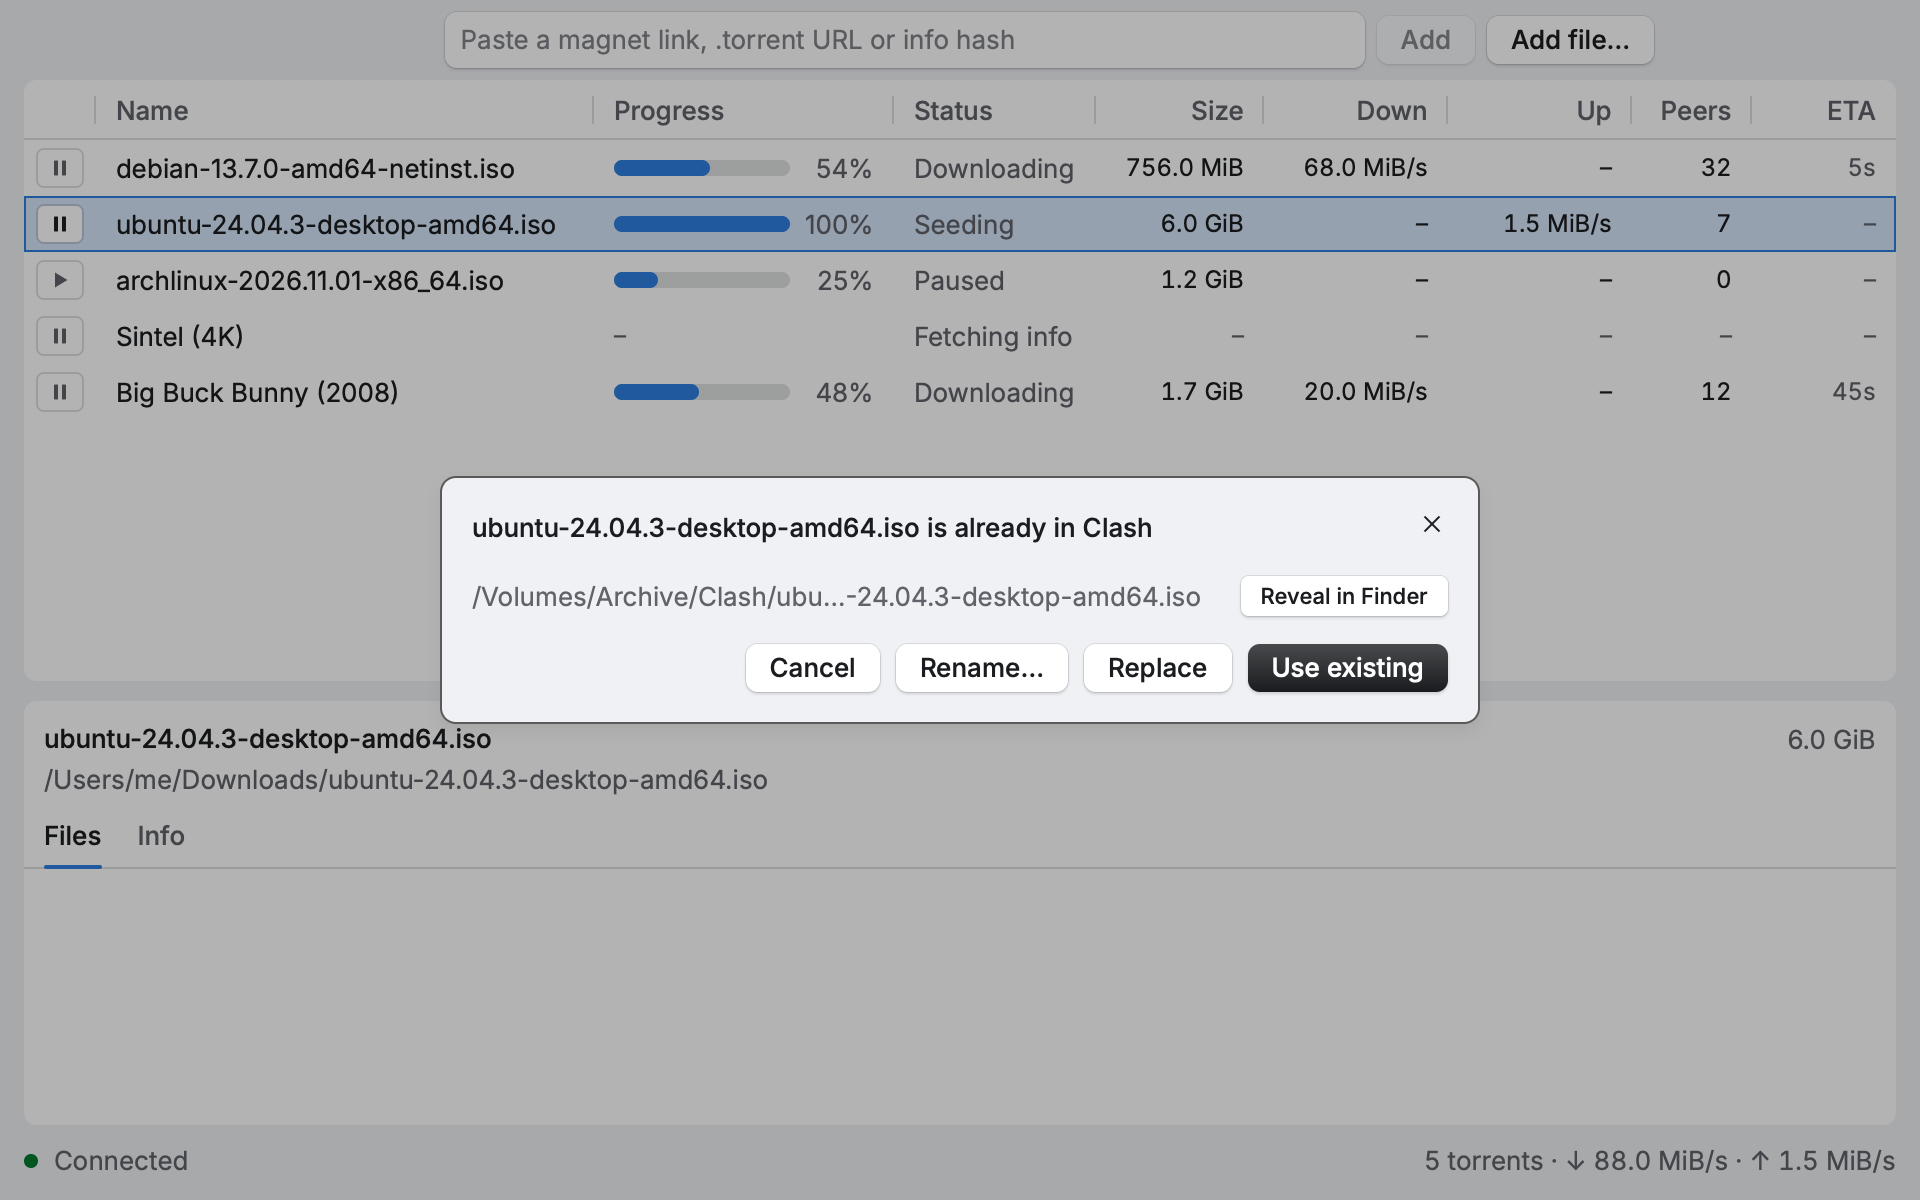 Paste a magnet link, .torrent URL or info hash Add Add file...
Name Progress Status Size Down Up Peers ETA
debian-13.7.0-amd64-netinst.iso 54% Downloading 756.0 MiB 68.0 MiB/s – 32 5s
ubuntu-24.04.3-desktop-amd64.iso 100% Seeding 6.0 GiB – 1.5 MiB/s 7 –
archlinux-2026.11.01-x86_64.iso 25% Paused 1.2 GiB – – 0 –
Sintel (4K) – Fetching info – – – – –
Big Buck Bunny (2008) 48% Downloading 1.7 GiB 20.0 MiB/s – 12 45s
ubuntu-24.04.3-desktop-amd64.iso is already in Clash
/Volumes/Archive/Clash/ubu...-24.04.3-desktop-amd64.iso Reveal in Finder
Cancel Rename... Replace Use existing
ubuntu-24.04.3-desktop-amd64.iso 6.0 GiB
/Users/me/Downloads/ubuntu-24.04.3-desktop-amd64.iso
Files Info
Connected 5 torrents · ↓ 88.0 MiB/s · ↑ 1.5 MiB/s